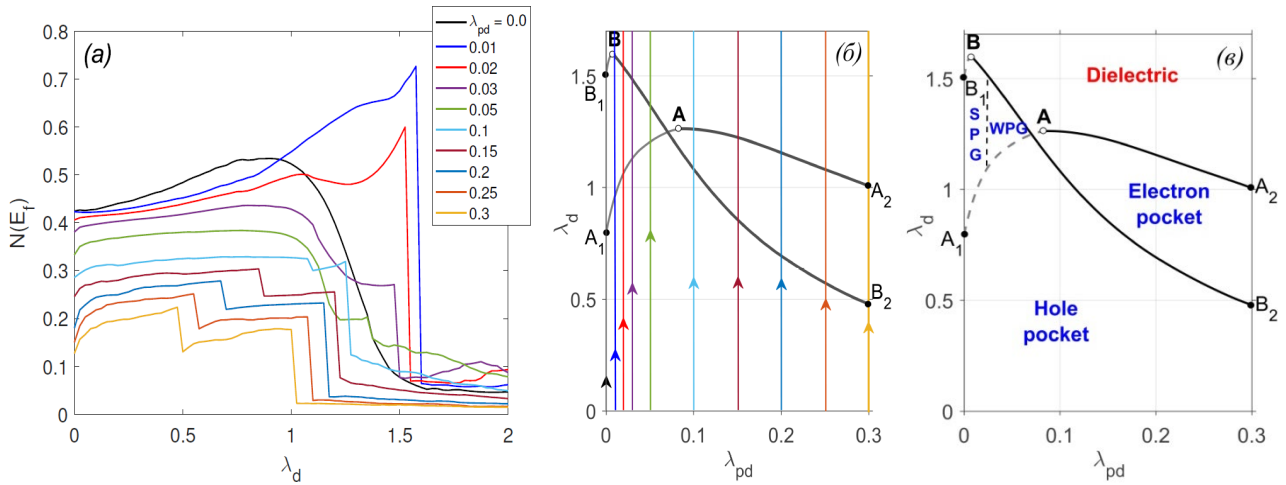 (а)
0.8
0.7
0.6
0.5
0.4
0.3
0.2
0.1
0
N(E_f)
0
0.5
1
1.5
2
λ_d
λ_pd = 0.0
0.01
0.02
0.03
0.05
0.1
0.15
0.2
0.25
0.3
(б)
B
1.5
B_1
A
1
A_2
λ_d
A_1
0.5
B_2
0
0
0.1
0.2
0.3
λ_pd
(в)
B
Dielectric
1.5
B_1
S
P
G
WPG
A
1
A_2
Electron
pocket
λ_d
A_1
0.5
B_2
Hole
pocket
0
0
0.1
0.2
0.3
λ_pd